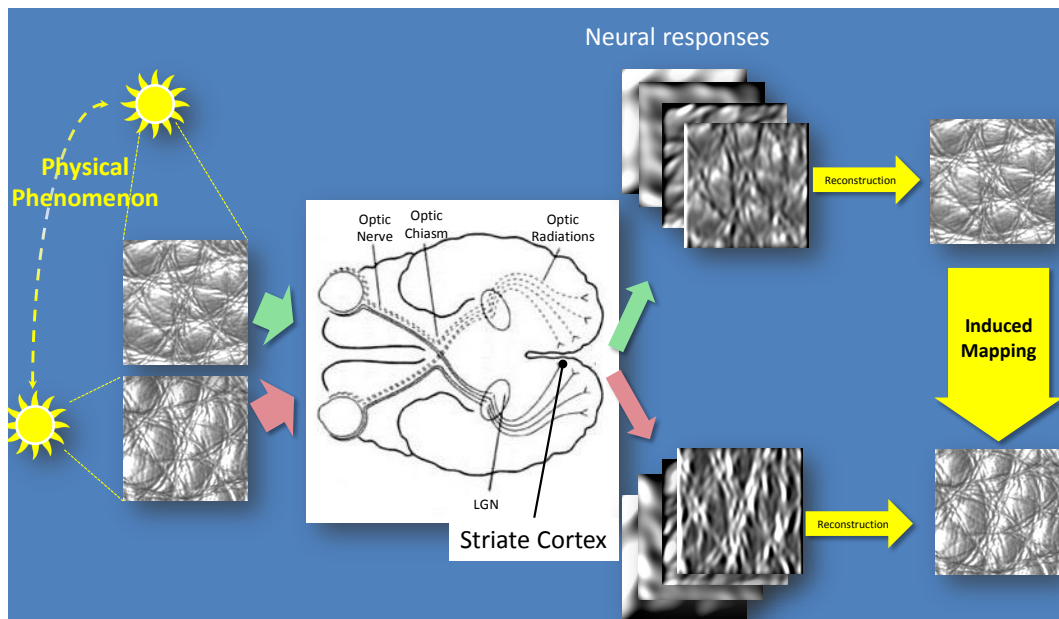 Neural responses
Physical
Phenomenon
Optic
Nerve
Optic
Chiasm
Optic
Radiations
LGN
Striate Cortex
Reconstruction
Induced
Mapping
Reconstruction